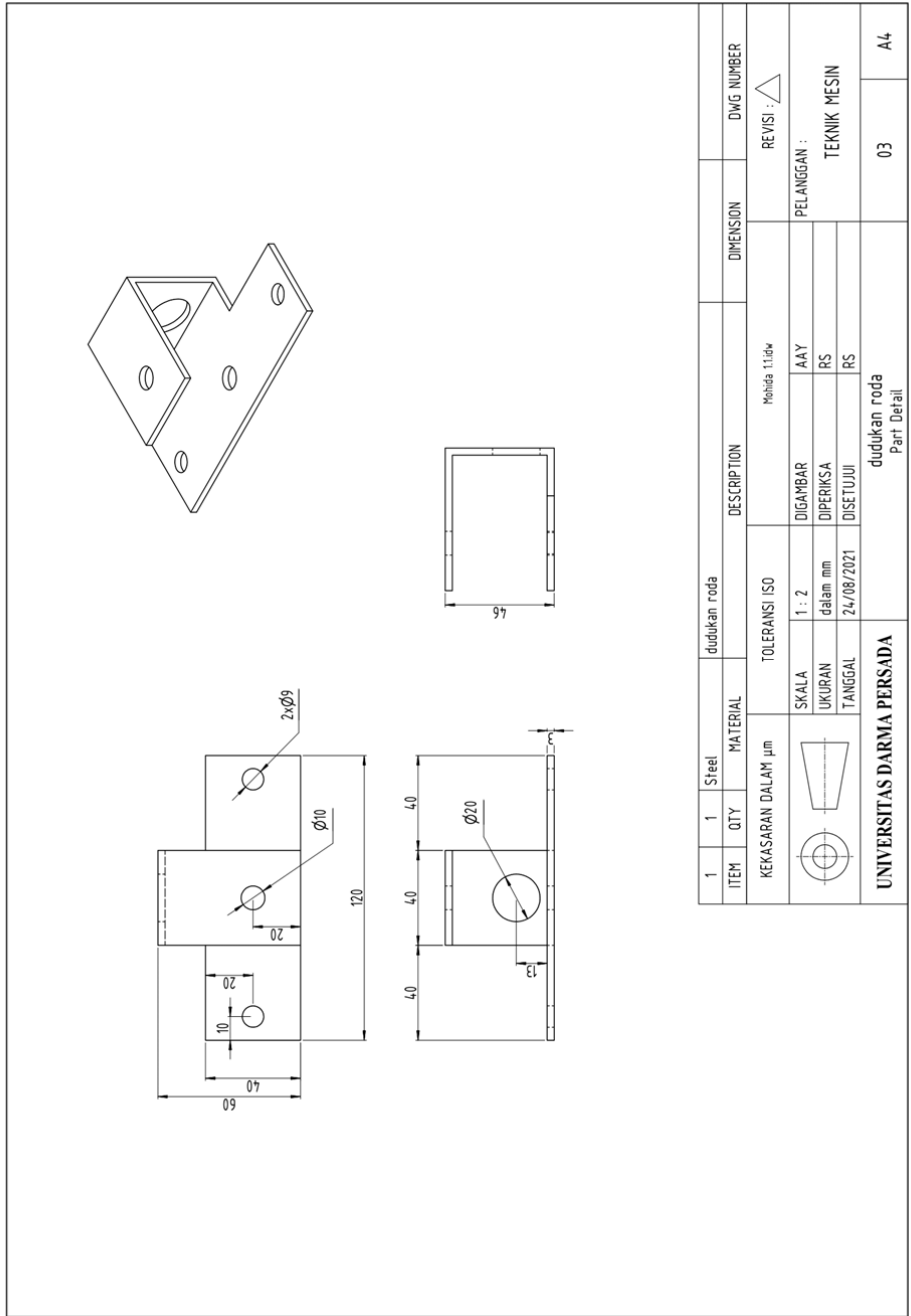 2xØ9
Ø10
20
20
10
40
60
120
40
40
40
Ø20
13
3
46
1 1 Steel dudukan roda
ITEM QTY MATERIAL DESCRIPTION DIMENSION DWG NUMBER
KEKASARAN DALAM µm TOLERANSI ISO Mohida 1.1.idw REVISI :
SKALA 1 : 2 DIGAMBAR AAY PELANGGAN :
UKURAN dalam mm DIPERIKSA RS TEKNIK MESIN
TANGGAL 24/08/2021 DISETUJUI RS
UNIVERSITAS DARMA PERSADA dudukan roda 03 A4
Part Detail